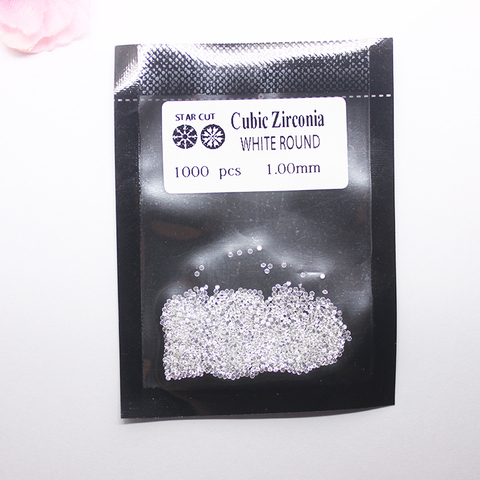 STAR CUT
Cubic Zirconia
WHITE ROUND
1000 pcs 1.00mm